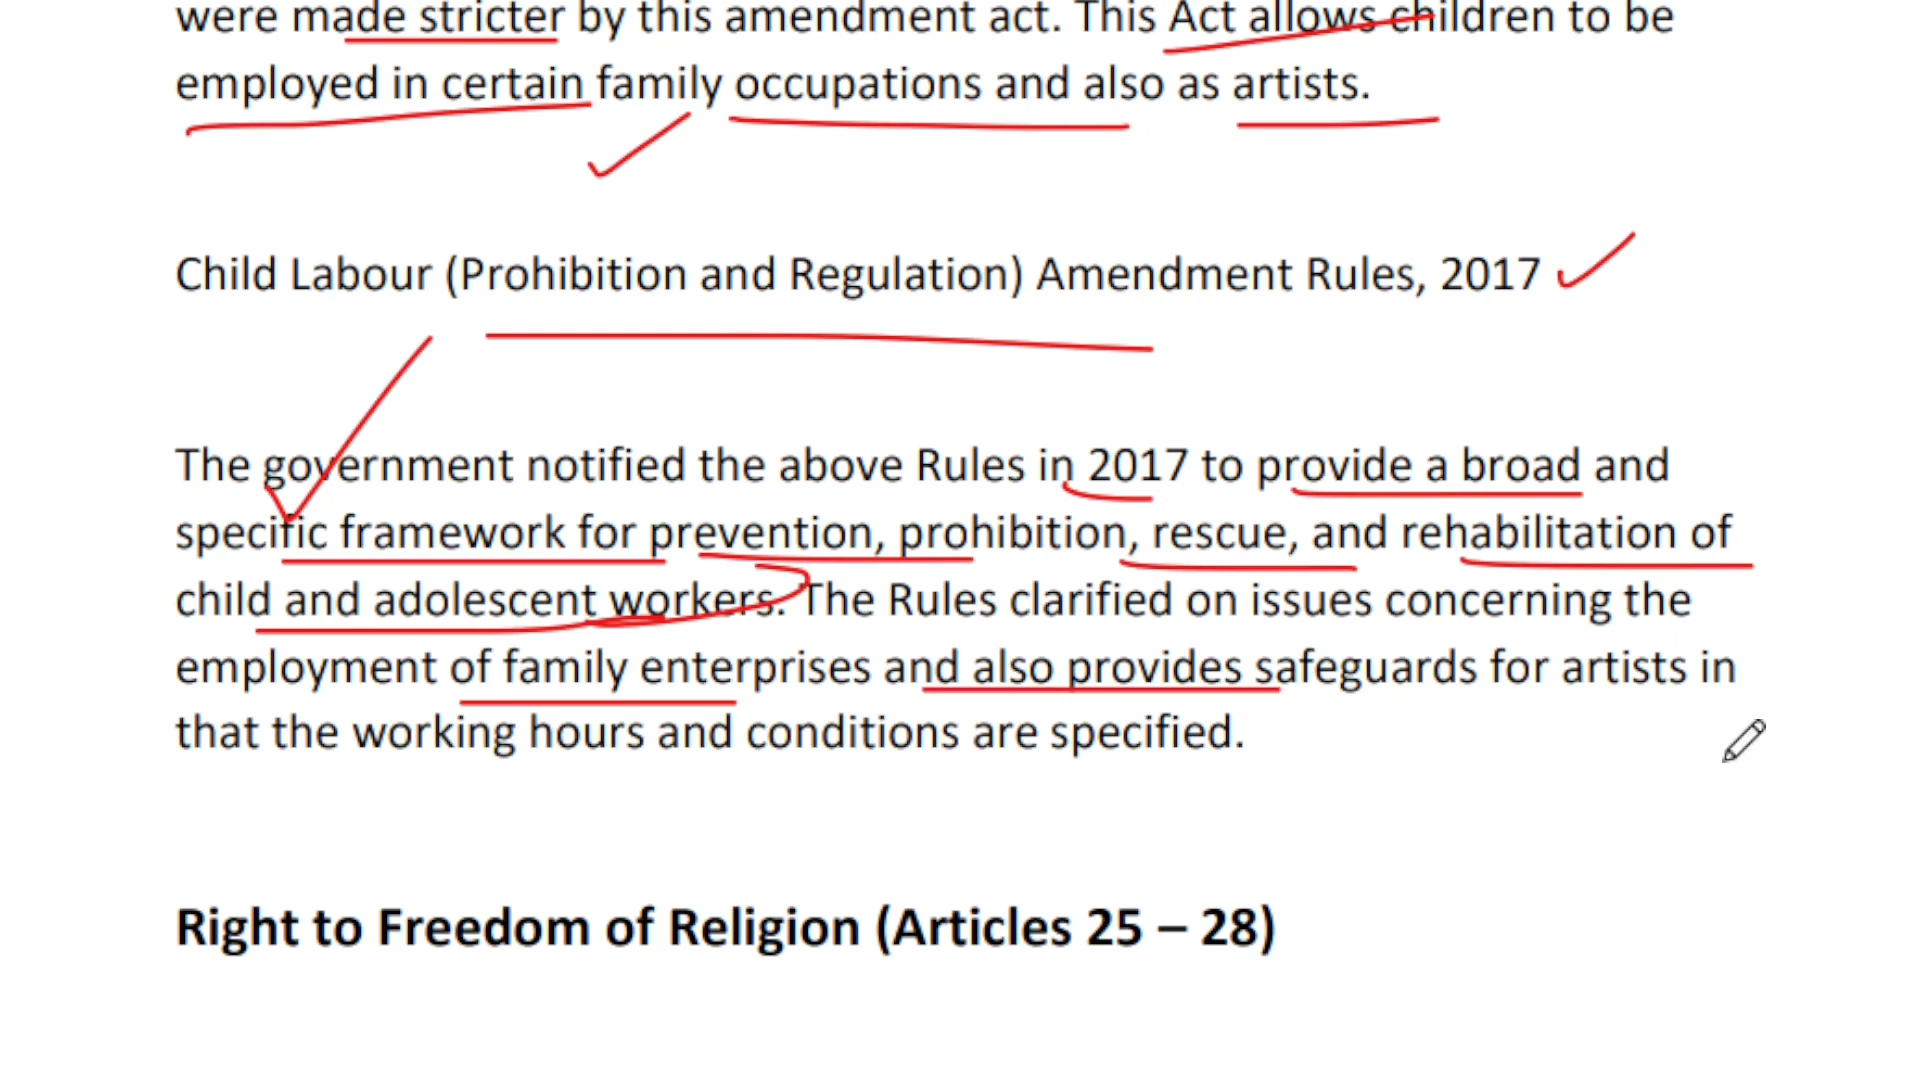 were made stricter by this amendment act. This Act allows children to be
employed in certain family occupations and also as artists.
Child Labour (Prohibition and Regulation) Amendment Rules, 2017
The government notified the above Rules in 2017 to provide a broad and
specific framework for prevention, prohibition, rescue, and rehabilitation of
child and adolescent workers. The Rules clarified on issues concerning the
employment of family enterprises and also provides safeguards for artists in
that the working hours and conditions are specified.
Right to Freedom of Religion (Articles 25 – 28)